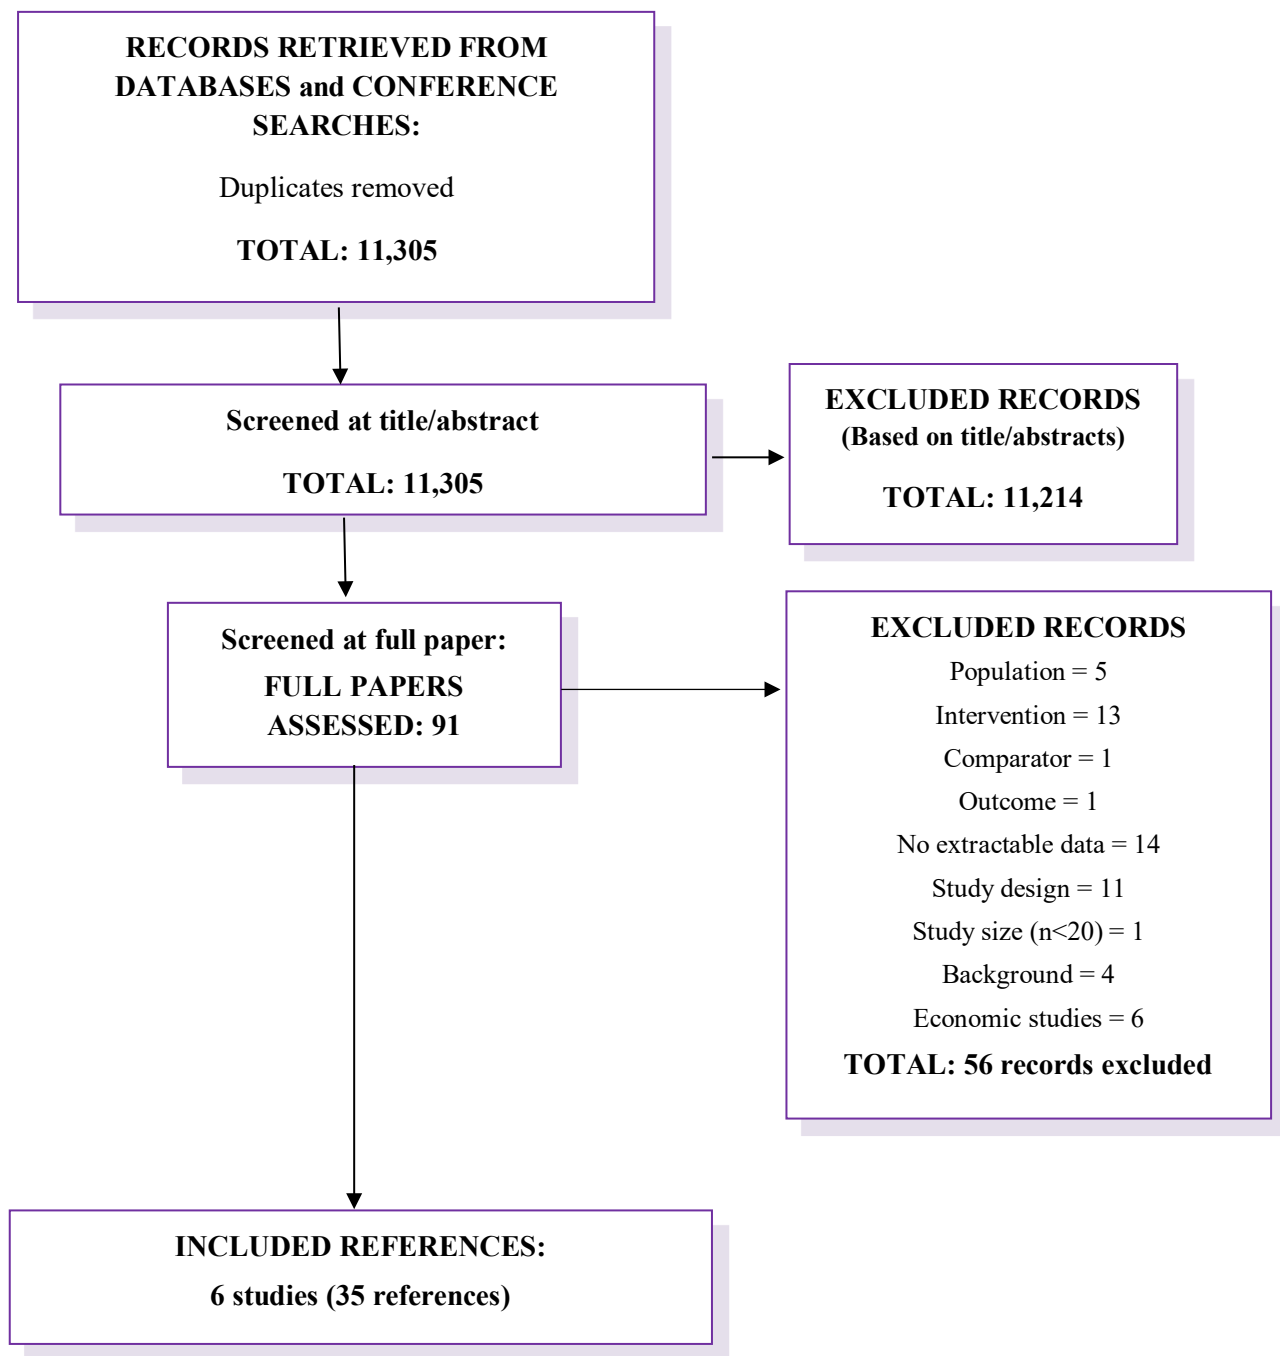 RECORDS RETRIEVED FROM
DATABASES and CONFERENCE
SEARCHES:
Duplicates removed
TOTAL: 11,305
Screened at title/abstract
TOTAL: 11,305
EXCLUDED RECORDS
(Based on title/abstracts)
TOTAL: 11,214
Screened at full paper:
FULL PAPERS
ASSESSED: 91
EXCLUDED RECORDS
Population = 5
Intervention = 13
Comparator = 1
Outcome = 1
No extractable data = 14
Study design = 11
Study size (n<20) = 1
Background = 4
Economic studies = 6
TOTAL: 56 records excluded
INCLUDED REFERENCES:
6 studies (35 references)